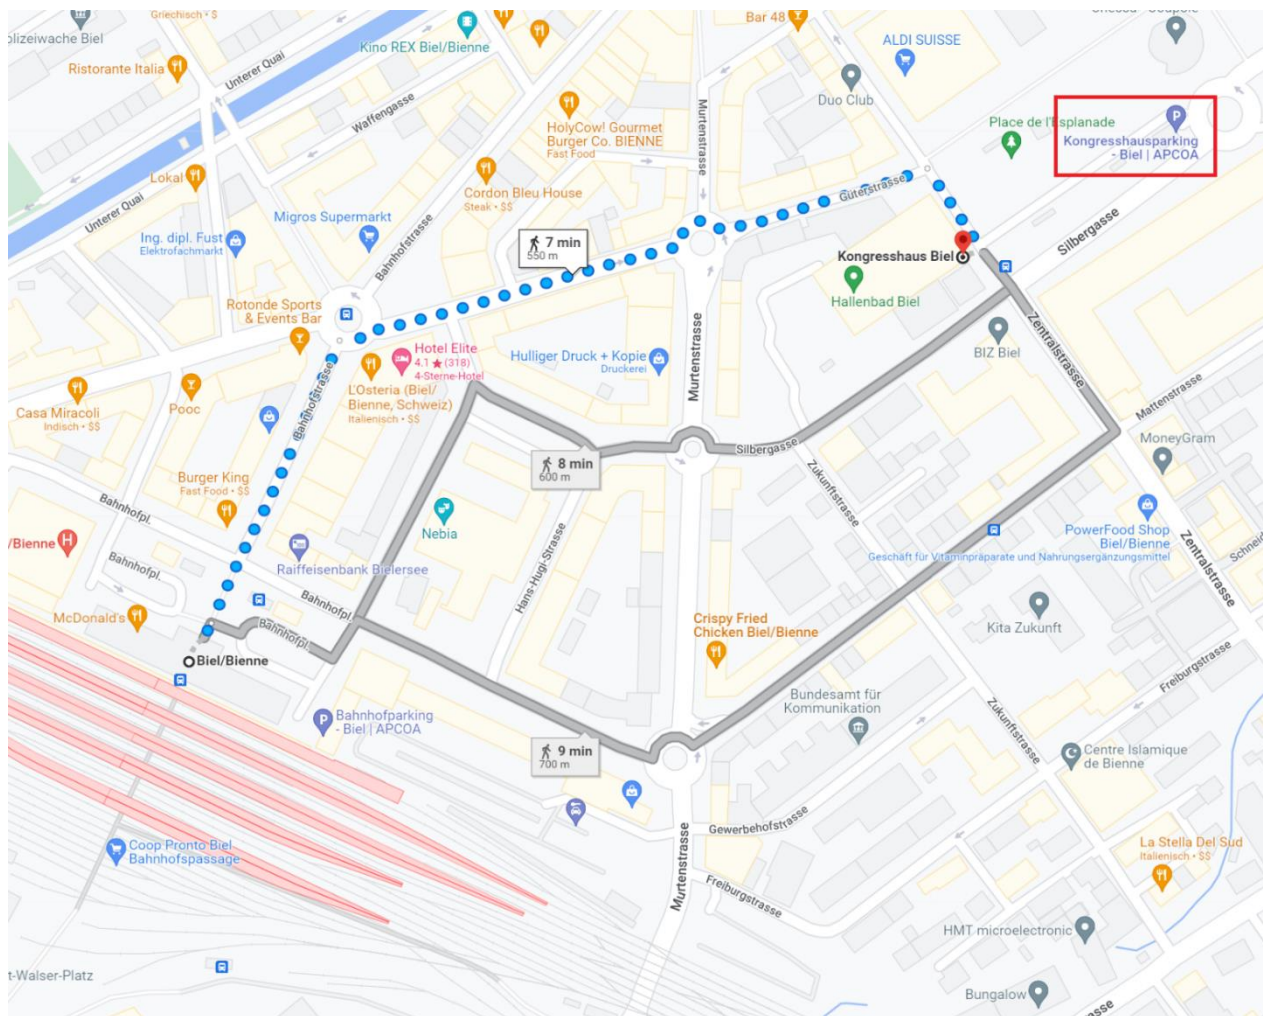 Griechisch • $
olizeiwache Biel
Kino REX Biel/Bienne
Bar 48
ALDI SUISSE
Ristorante Italia
Unterer Quai
Waffengasse
HolyCow! Gourmet
Burger Co. BIENNE
Fast Food
Murtenstrasse
Duo Club
Place de l'Esplanade
Kongresshausparking
- Biel | APCOA
Lokal
Unterer Quai
Cordon Bleu House
Steak • $$
Güterstrasse
Migros Supermarkt
Ing. dipl. Fust
Elektrofachmarkt
Bahnhofstrasse
7 min
550 m
Kongresshaus Biel
Silbergasse
Hallenbad Biel
Rotonde Sports
& Events Bar
Hotel Elite
4.1 ★ (318)
4-Sterne-Hotel
Hulliger Druck + Kopie
Druckerei
Murtenstrasse
BIZ Biel
Zentralstrasse
L'Osteria (Biel/
Bienne, Schweiz)
Italienisch • $$
Bahnhofstrasse
Casa Miracoli
Indisch • $$
Pooc
Mattenstrasse
MoneyGram
Silbergasse
8 min
600 m
Zukunftstrasse
Burger King
Fast Food • $$
Bahnhofpl.
Nebia
PowerFood Shop
Biel/Bienne
Geschäft für Vitaminpräparate und Nahrungsergänzungsmittel
Zentralstrasse
/Bienne
Bahnhofpl.
Raiffeisenbank Bielersee
Hans-Hugi-Strasse
McDonald's
Bahnhofpl.
Bahnhofpl.
Crispy Fried
Chicken Biel/Bienne
Kita Zukunft
Biel/Bienne
Freiburgstrasse
Bundesamt für
Kommunikation
Bahnhofparking
- Biel | APCOA
Zukunftstrasse
9 min
700 m
Centre Islamique
de Bienne
Gewerbehofstrasse
Coop Pronto Biel
Bahnhofspassage
Murtenstrasse
Freiburgstrasse
La Stella Del Sud
Italienisch • $$
HMT microelectronic
t-Walser-Platz
Bungalow